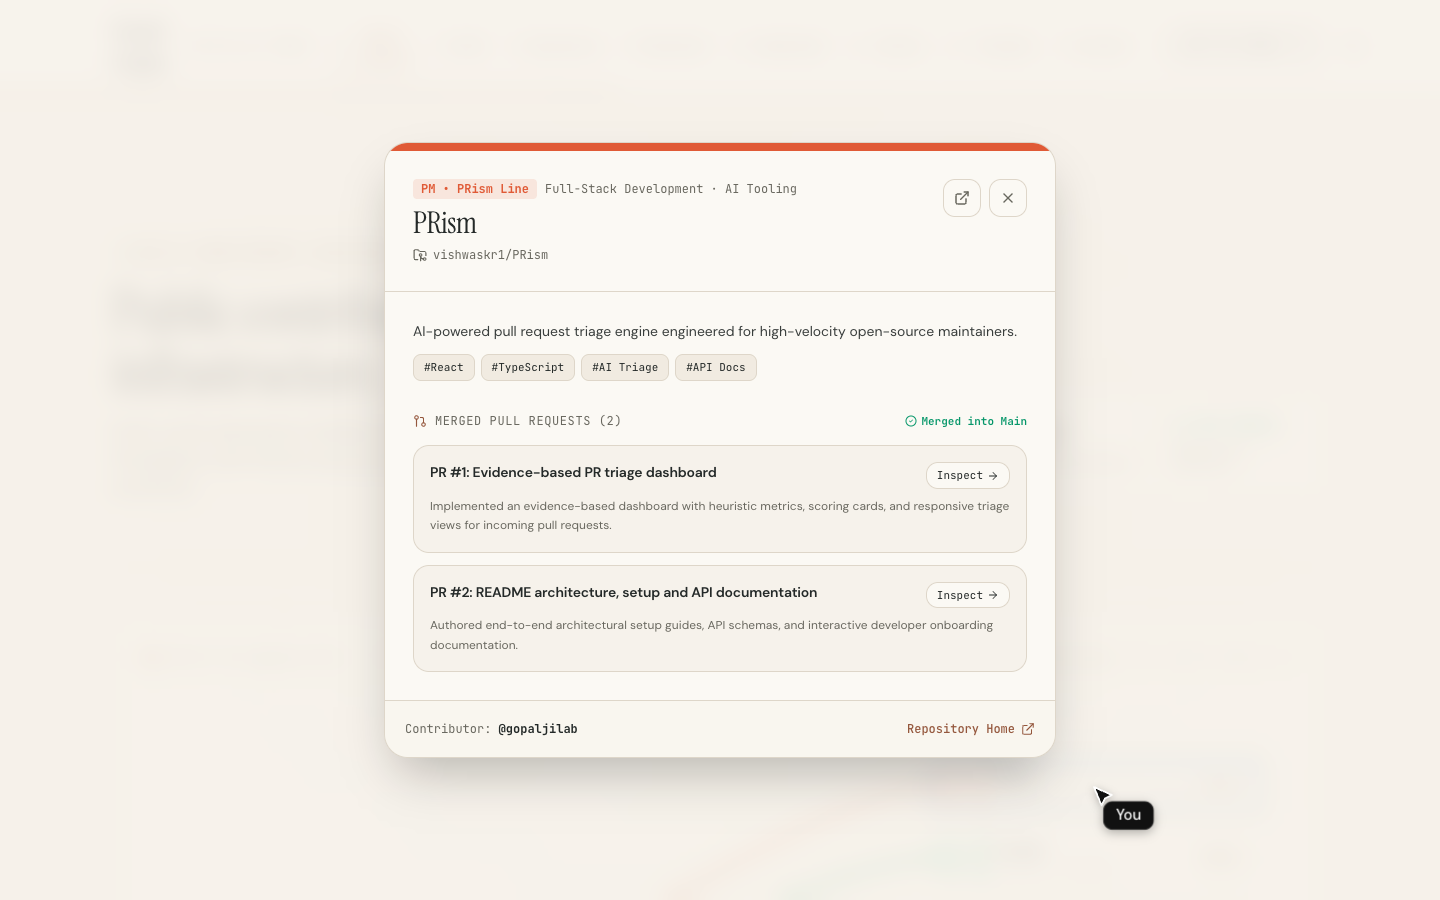 PM • PRism Line Full-Stack Development · AI Tooling
PRism
vishwaskr1/PRism
AI-powered pull request triage engine engineered for high-velocity open-source maintainers.
#React #TypeScript #AI Triage #API Docs
MERGED PULL REQUESTS (2) Merged into Main
PR #1: Evidence-based PR triage dashboard Inspect →
Implemented an evidence-based dashboard with heuristic metrics, scoring cards, and responsive triage
views for incoming pull requests.
PR #2: README architecture, setup and API documentation Inspect →
Authored end-to-end architectural setup guides, API schemas, and interactive developer onboarding
documentation.
Contributor: @gopaljilab Repository Home
You